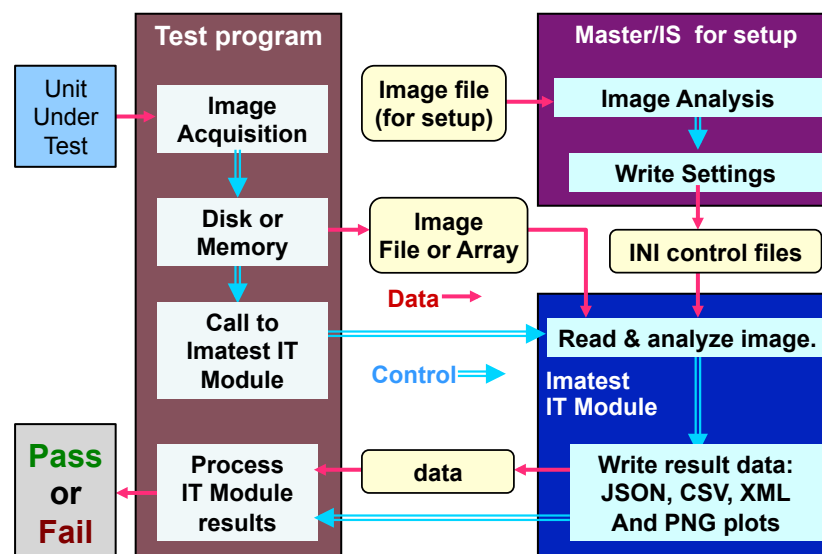 Test program
Master/IS for setup
Unit
Under
Test
Image
Acquisition
Image file
(for setup)
Image Analysis
Write Settings
Disk or
Memory
Image
File or Array
INI control files
Data
Call to
Imatest IT
Module
Read & analyze image.
Control
Imatest
IT Module
Pass
or
Fail
Process
IT Module
results
data
Write result data:
JSON, CSV, XML
And PNG plots